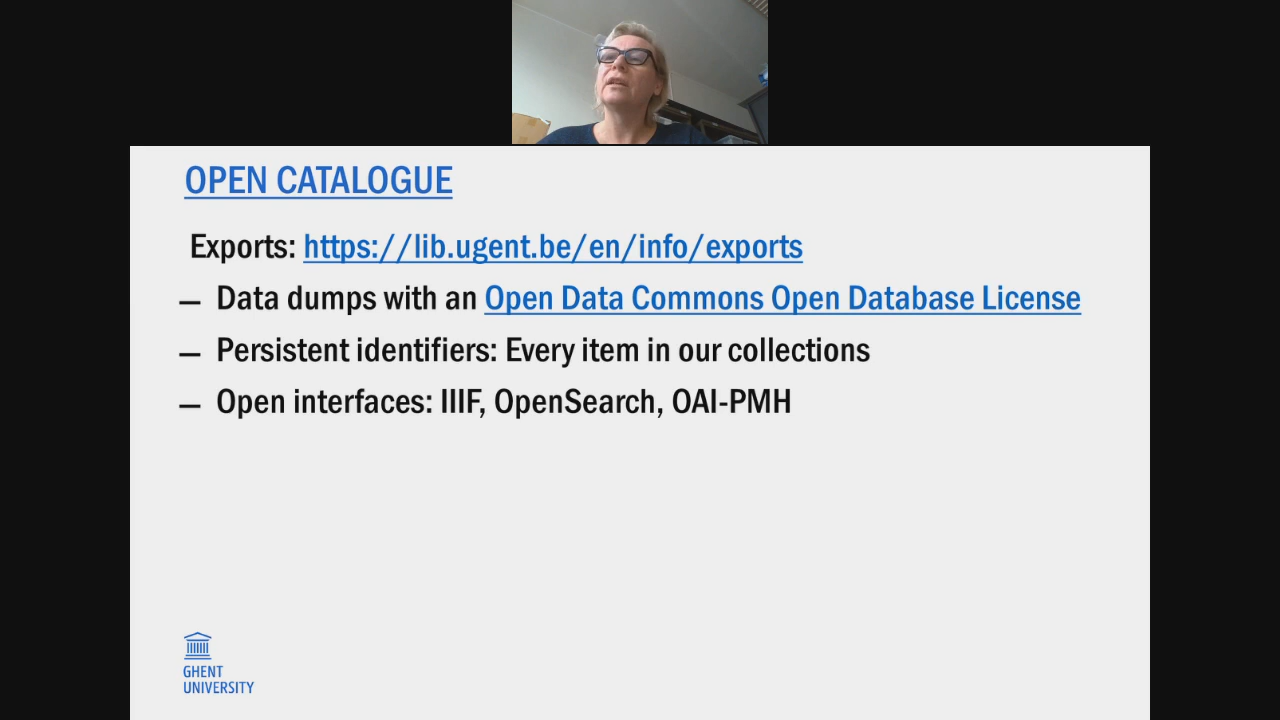 OPEN CATALOGUE
Exports: https://lib.ugent.be/en/info/exports
— Data dumps with an Open Data Commons Open Database License
— Persistent identifiers: Every item in our collections
— Open interfaces: IIIF, OpenSearch, OAI-PMH
GHENT
UNIVERSITY